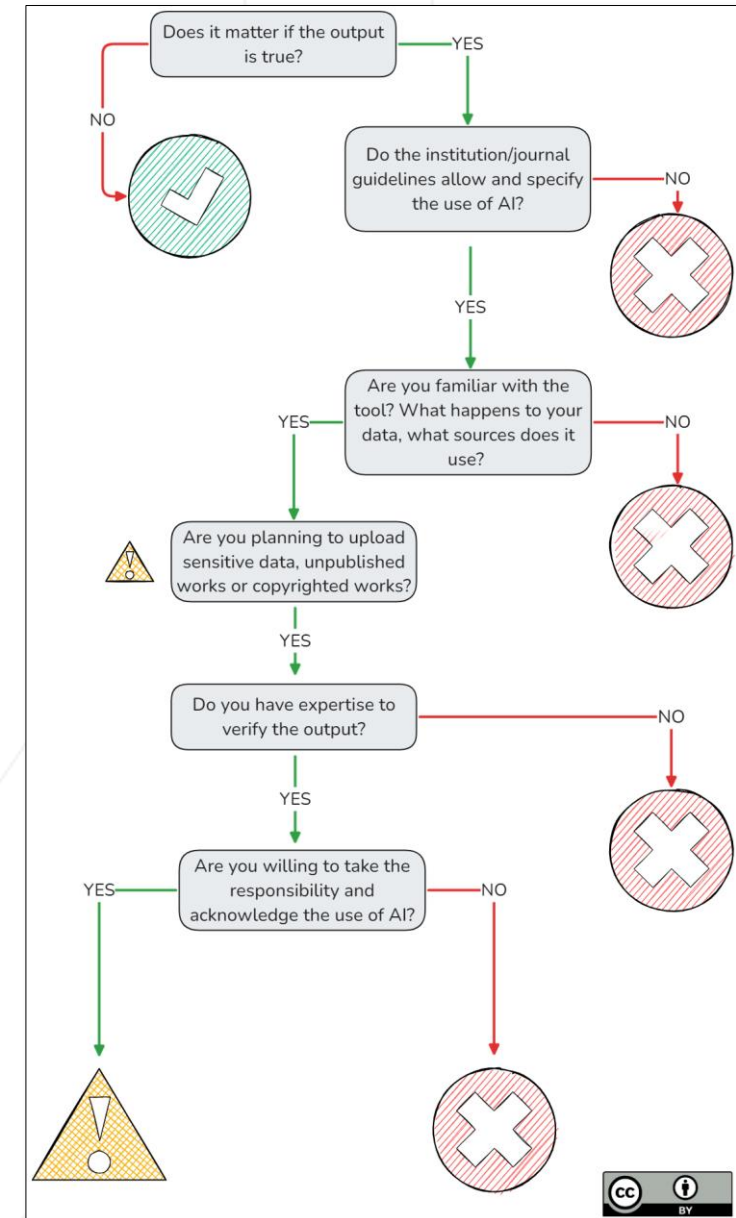 Does it matter if the output
is true?
YES
NO
Do the institution/journal
guidelines allow and specify
the use of AI?
NO
YES
Are you familiar with the
tool? What happens to your
data, what sources does it
use?
YES
NO
Are you planning to upload
sensitive data, unpublished
works or copyrighted works?
YES
Do you have expertise to
verify the output?
NO
YES
Are you willing to take the
responsibility and
acknowledge the use of AI?
YES
NO
cc
BY